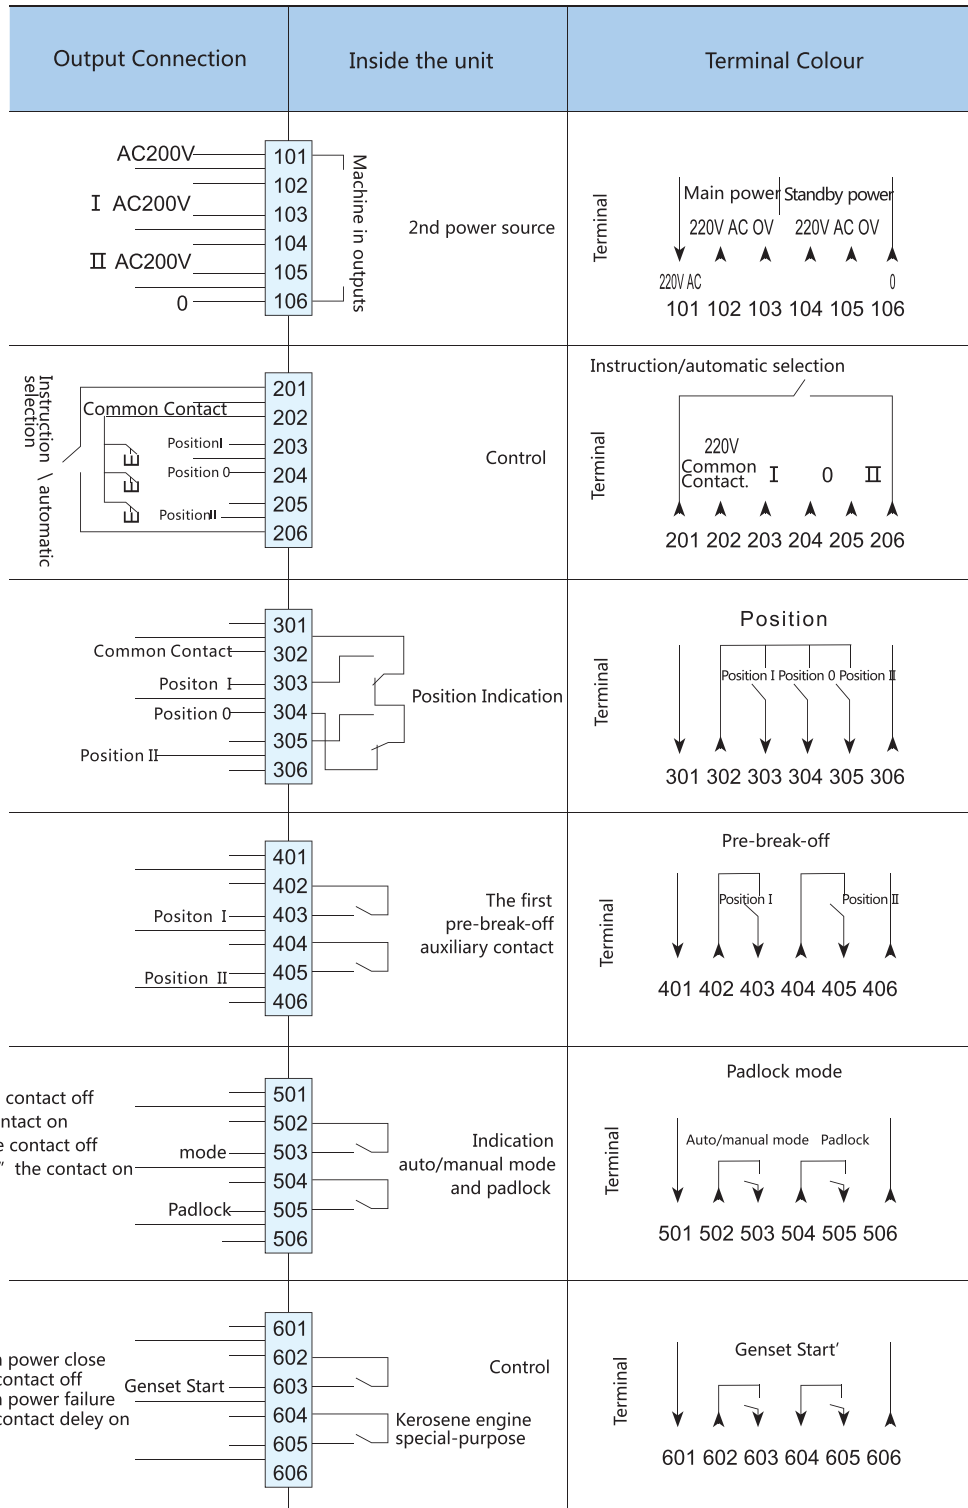 Output Connection
Inside the unit
Terminal Colour
AC200V
I AC200V
II AC200V
0
101
102
103
104
105
106
Machine in outputs
2nd power source
Terminal
Main power Standby power
220V AC OV 220V AC OV
220V AC 0
101 102 103 104 105 106
Instruction \ automatic
selection
Common Contact
PositionI
Position 0
PositionII
E
E
E
201
202
203
204
205
206
Control
Terminal
Instruction/automatic selection
220V
Common
Contact.
I 0 II
201 202 203 204 205 206
Common Contact
Positon I
Position 0
Position II
301
302
303
304
305
306
Position Indication
Terminal
Position
Position I Position 0 Position II
301 302 303 304 305 306
Positon I
Position II
401
402
403
404
405
406
The first
pre-break-off
auxiliary contact
Terminal
Pre-break-off
Position I Position II
401 402 403 404 405 406
contact off
ntact on
e contact off
" the contact on
mode
Padlock
501
502
503
504
505
506
Indication
auto/manual mode
and padlock
Terminal
Padlock mode
Auto/manual mode Padlock
501 502 503 504 505 506
n power close
contact off
n power failure
contact deley on
Genset Start
601
602
603
604
605
606
Control
Kerosene engine
special-purpose
Terminal
Genset Start'
601 602 603 604 605 606